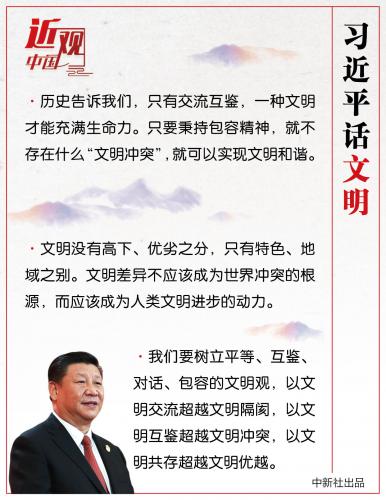 近观
中国
习近平话文明
·历史告诉我们，只有交流互鉴，一种文明
才能充满生命力。只要秉持包容精神，就不
存在什么“文明冲突”，就可以实现文明和谐。
·文明没有高下、优劣之分，只有特色、地
域之别。文明差异不应该成为世界冲突的根
源，而应该成为人类文明进步的动力。
·我们要树立平等、互鉴、
对话、包容的文明观，以文
明交流超越文明隔阂，以文
明互鉴超越文明冲突，以文
明共存超越文明优越。
中新社出品